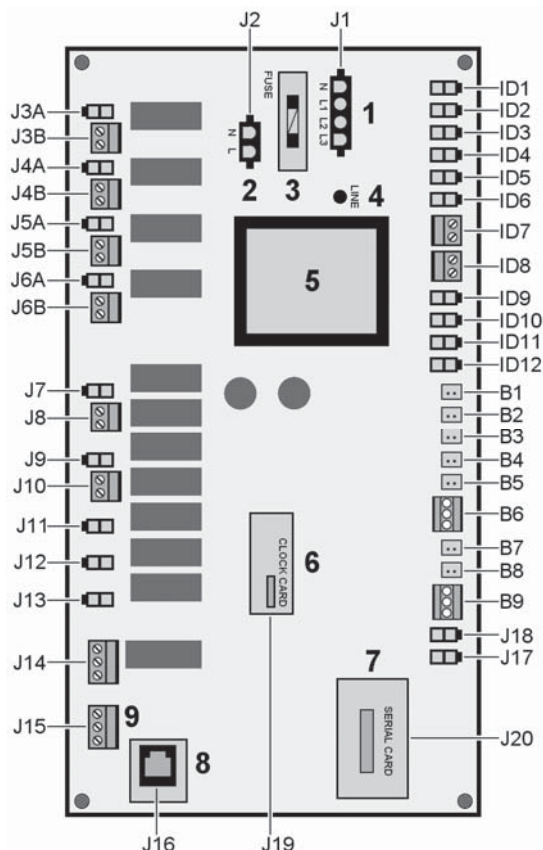 J2
J1
J3A
J3B
J4A
J4B
J5A
J5B
J6A
J6B
J7
J8
J9
J10
J11
J12
J13
J14
J15
FUSE
N
L
N
L1
L2
L3
1
2
3
LINE
4
5
CLOCK CARD
6
7
SERIAL CARD
9
8
ID1
ID2
ID3
ID4
ID5
ID6
ID7
ID8
ID9
ID10
ID11
ID12
B1
B2
B3
B4
B5
B6
B7
B8
B9
J18
J17
J20
J16
J19